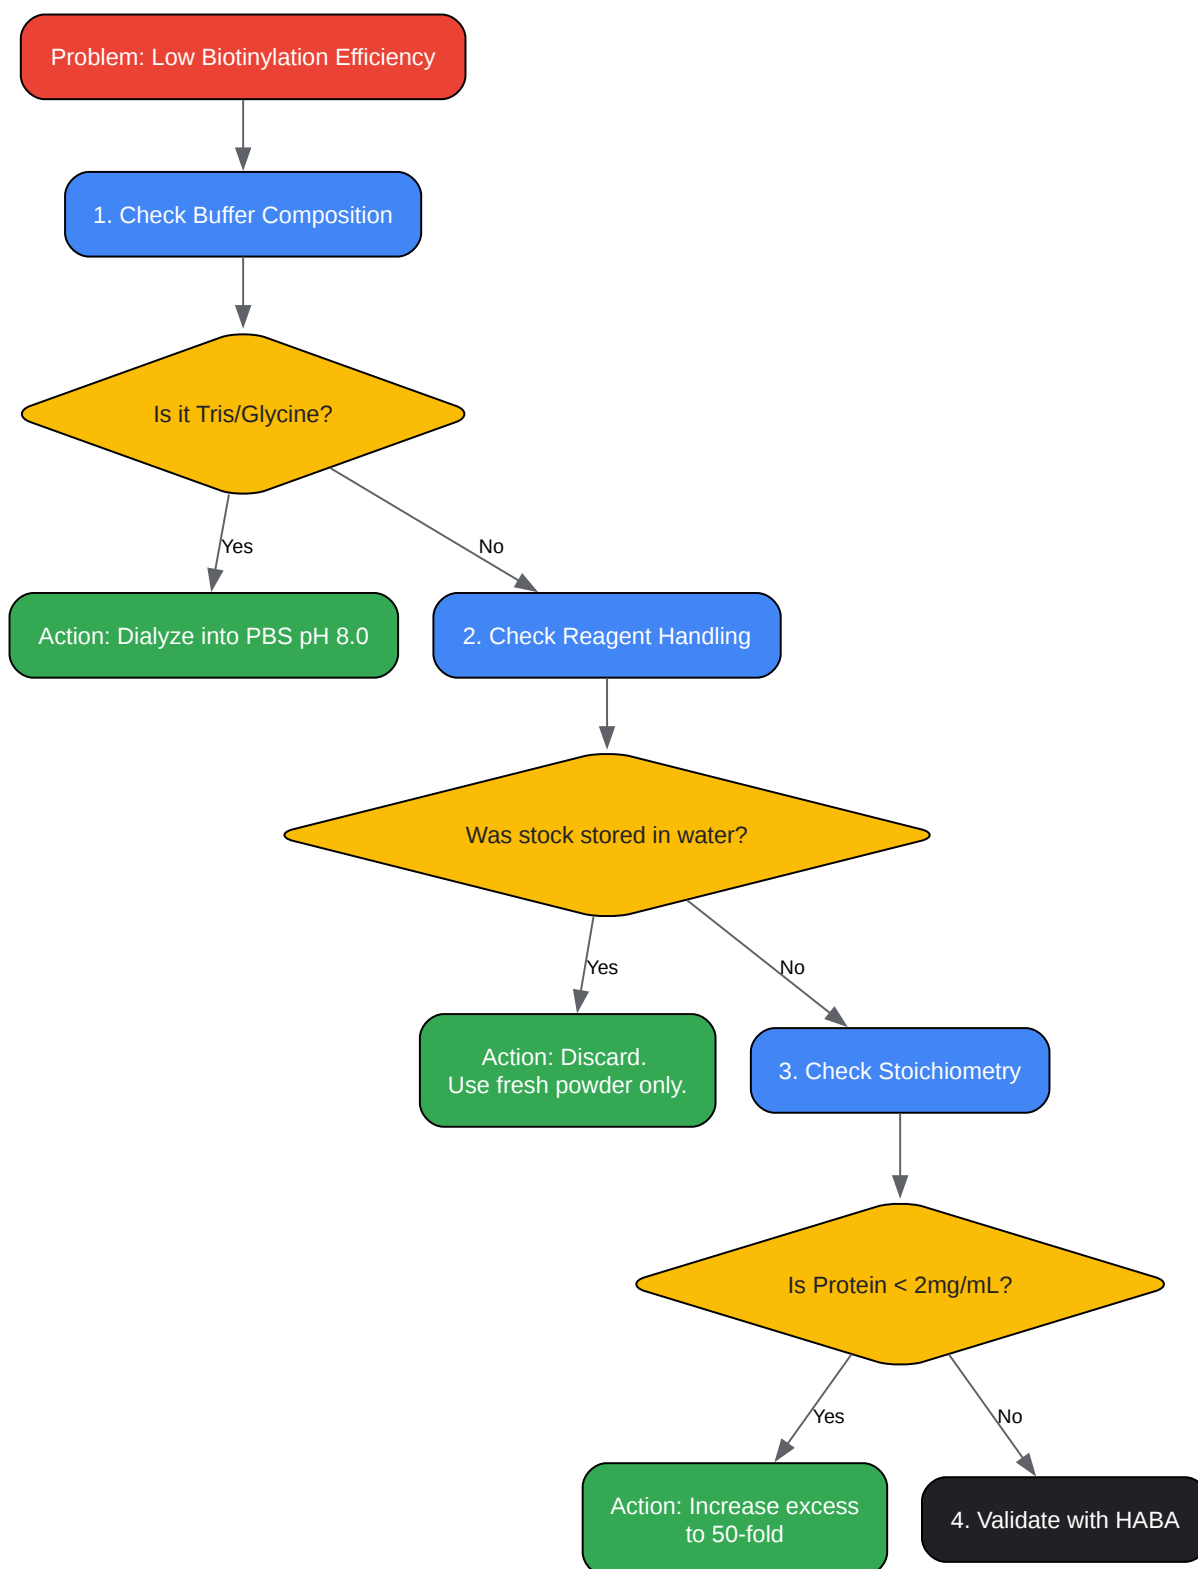 Problem: Low Biotinylation Efficiency
1. Check Buffer Composition
Is it Tris/Glycine?
Yes
No
Action: Dialyze into PBS pH 8.0
2. Check Reagent Handling
Was stock stored in water?
Yes
No
Action: Discard.
Use fresh powder only.
3. Check Stoichiometry
Is Protein < 2mg/mL?
Yes
No
Action: Increase excess
to 50-fold
4. Validate with HABA